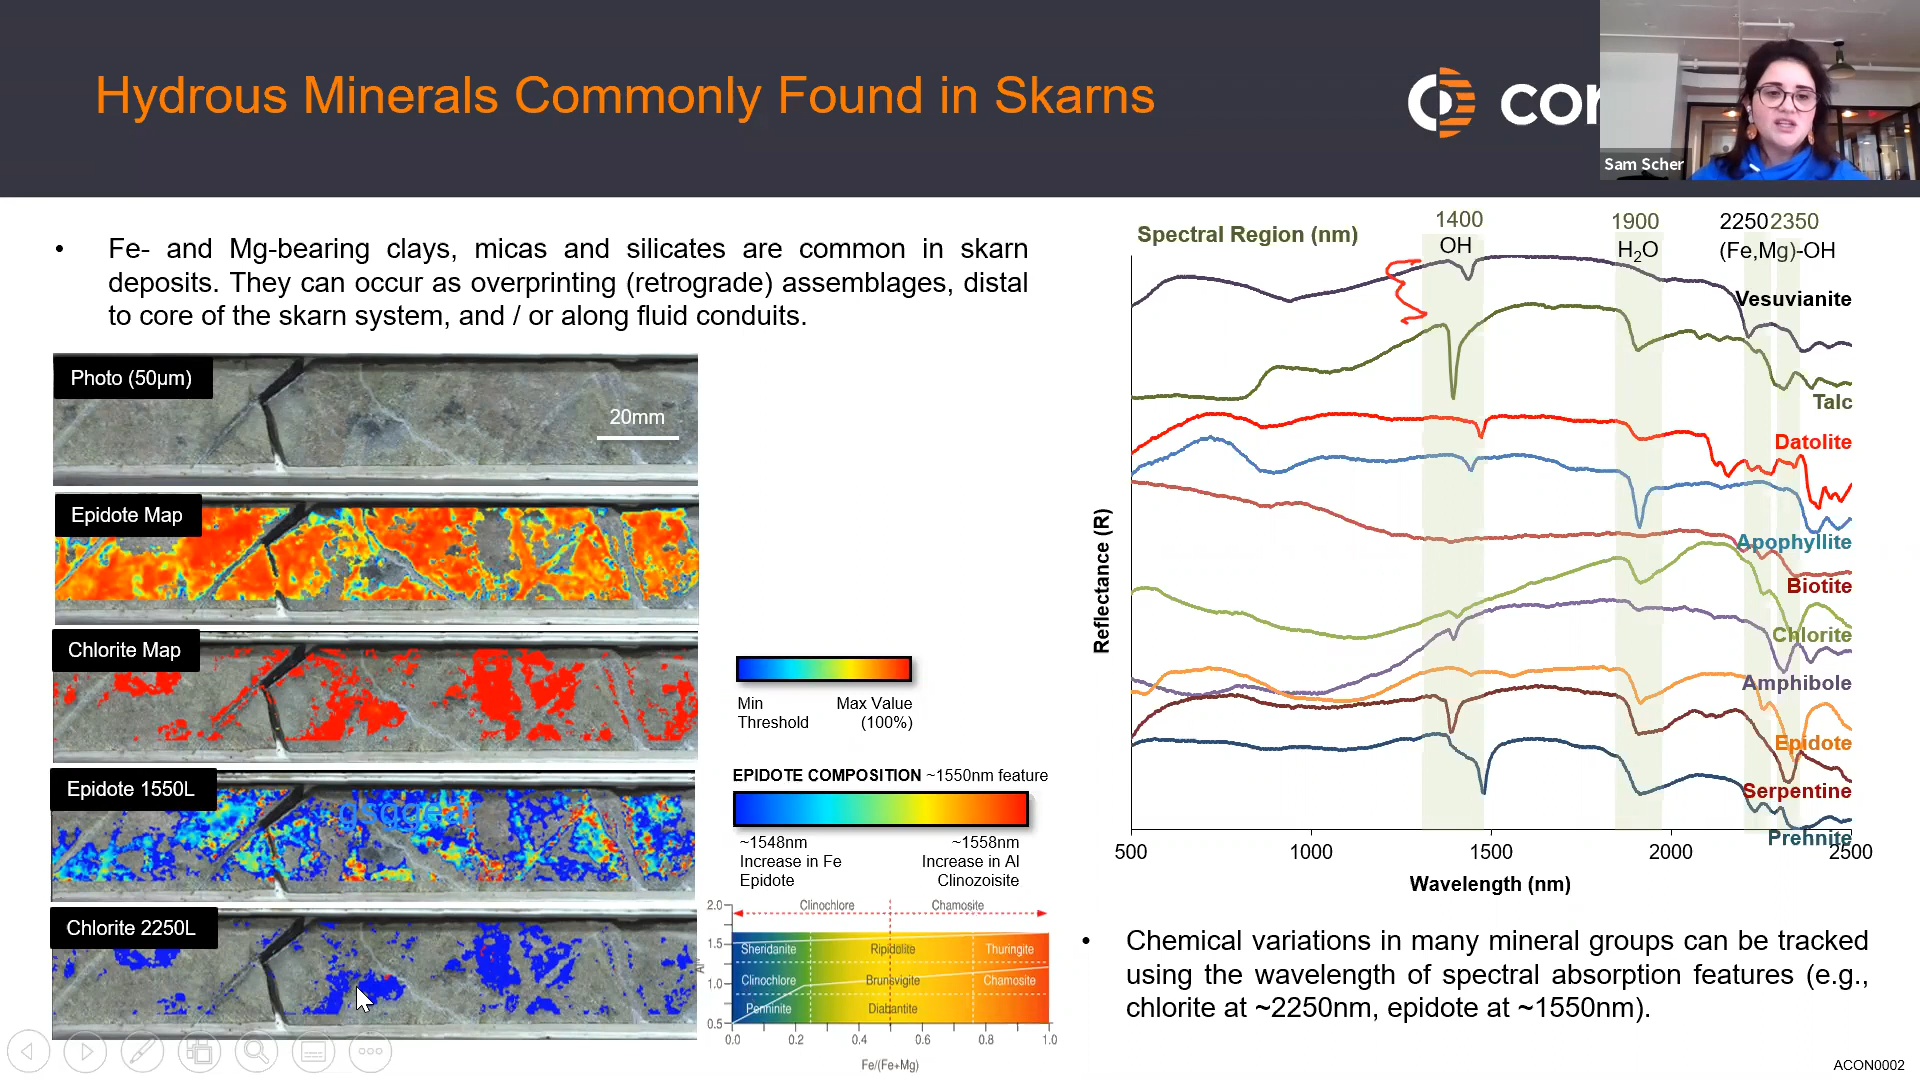 Hydrous Minerals Commonly Found in Skarns
cor
Sam Scher
Fe- and Mg-bearing clays, micas and silicates are common in skarn
deposits. They can occur as overprinting (retrograde) assemblages, distal
to core of the skarn system, and / or along fluid conduits.
Photo (50µm)
20mm
Epidote Map
Chlorite Map
Epidote 1550L
Chlorite 2250L
Min
Threshold
Max Value
(100%)
EPIDOTE COMPOSITION ~1550nm feature
~1548nm
Increase in Fe
Epidote
~1558nm
Increase in Al
Clinozoisite
Clinochlore
Chamosite
2.0
1.5
1.0
0.5
Sheridanite
Ripidolite
Thuringite
Clinochlore
Brunsvigite
Chamosite
Penninite
Diabantite
0.0 0.2 0.4 0.6 0.8 1.0
Fe/(Fe+Mg)
Spectral Region (nm)
1400
OH
1900
H₂O
2250 2350
(Fe,Mg)-OH
Vesuvianite
Talc
Datolite
Apophyllite
Biotite
Chlorite
Amphibole
Epidote
Serpentine
Prehnite
Reflectance (R)
500 1000 1500 2000 2500
Wavelength (nm)
Chemical variations in many mineral groups can be tracked
using the wavelength of spectral absorption features (e.g.,
chlorite at ~2250nm, epidote at ~1550nm).
ACON0002